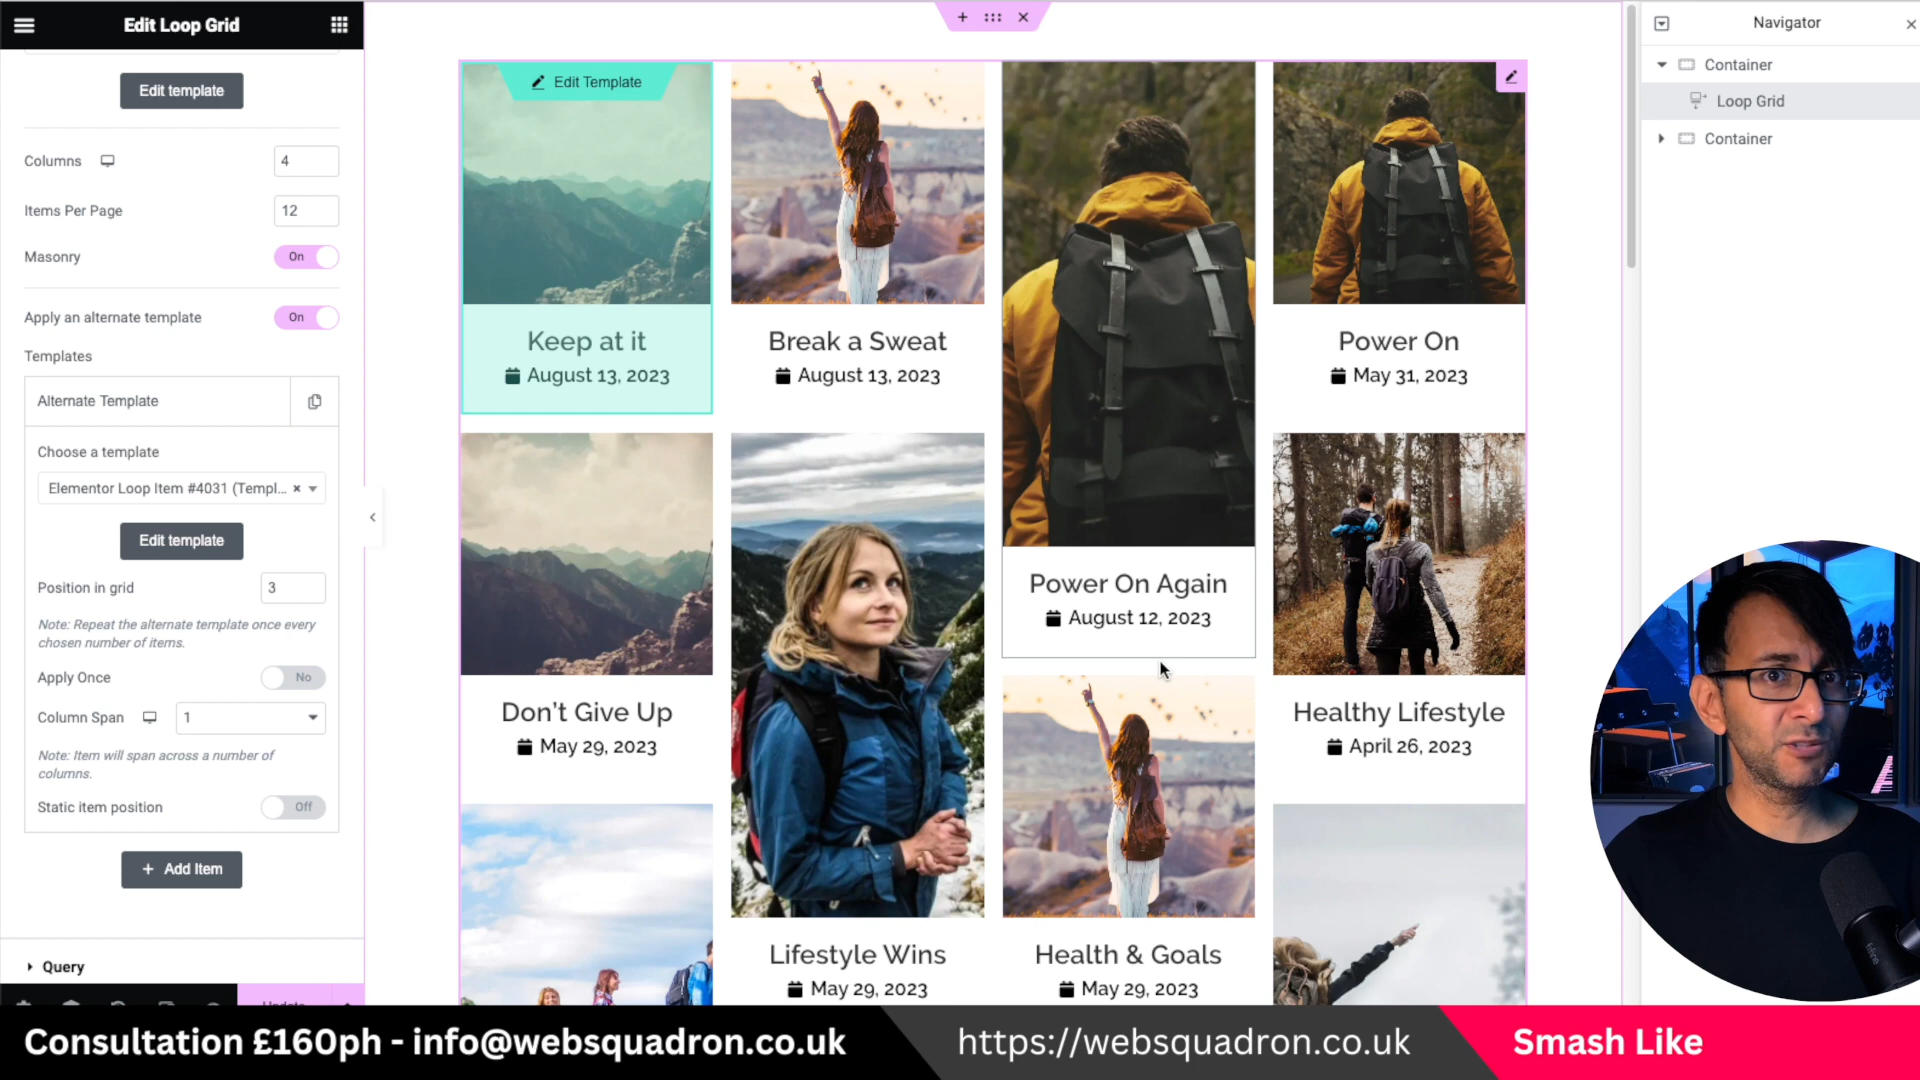 Edit Loop Grid
Edit template
Columns
4
Items Per Page
12
Masonry
On
Apply an alternate template
On
Templates
Alternate Template
Choose a template
Elementor Loop Item #4031 (Templ...
Edit template
Position in grid
3
Note: Repeat the alternate template once every
chosen number of items.
Apply Once
No
Column Span
1
Note: Item will span across a number of
columns.
Static item position
Off
+ Add Item
Query
Update
Edit Template
Keep at it
August 13, 2023
Break a Sweat
August 13, 2023
Power On Again
August 12, 2023
Power On
May 31, 2023
Don't Give Up
May 29, 2023
Lifestyle Wins
May 29, 2023
Health & Goals
May 29, 2023
Healthy Lifestyle
April 26, 2023
Navigator
Container
Loop Grid
Container
Consultation £160ph - info@websquadron.co.uk
https://websquadron.co.uk
Smash Like